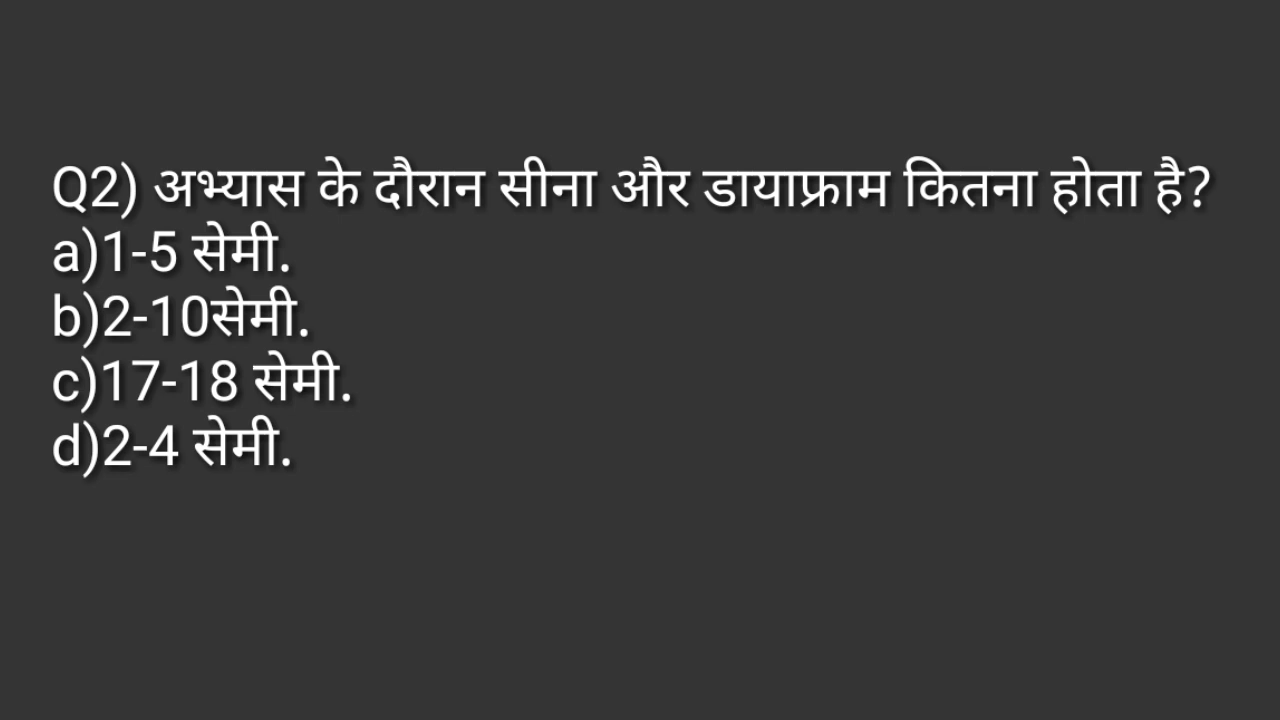 Q2) अभ्यास के दौरान सीना और डायाफ्राम कितना होता है?
a)1-5 सेमी.
b)2-10सेमी.
c)17-18 सेमी.
d)2-4 सेमी.